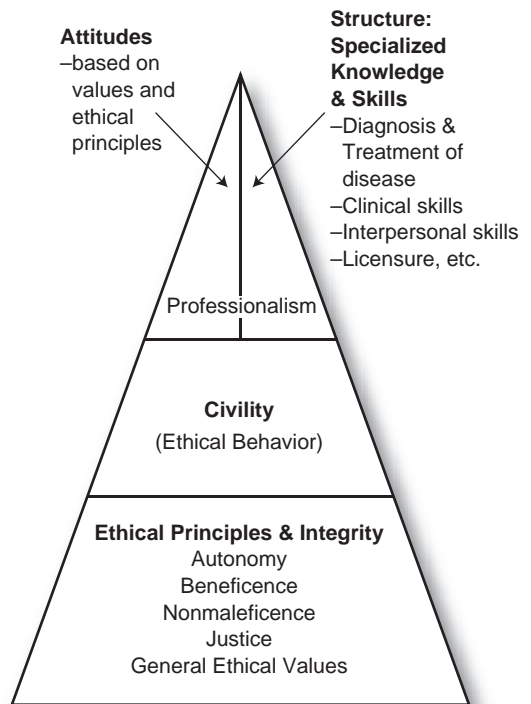 Attitudes
–based on
values and
ethical
principles
Structure:
Specialized
Knowledge
& Skills
–Diagnosis &
Treatment of
disease
–Clinical skills
–Interpersonal skills
–Licensure, etc.
Professionalism
Civility
(Ethical Behavior)
Ethical Principles & Integrity
Autonomy
Beneficence
Nonmaleficence
Justice
General Ethical Values